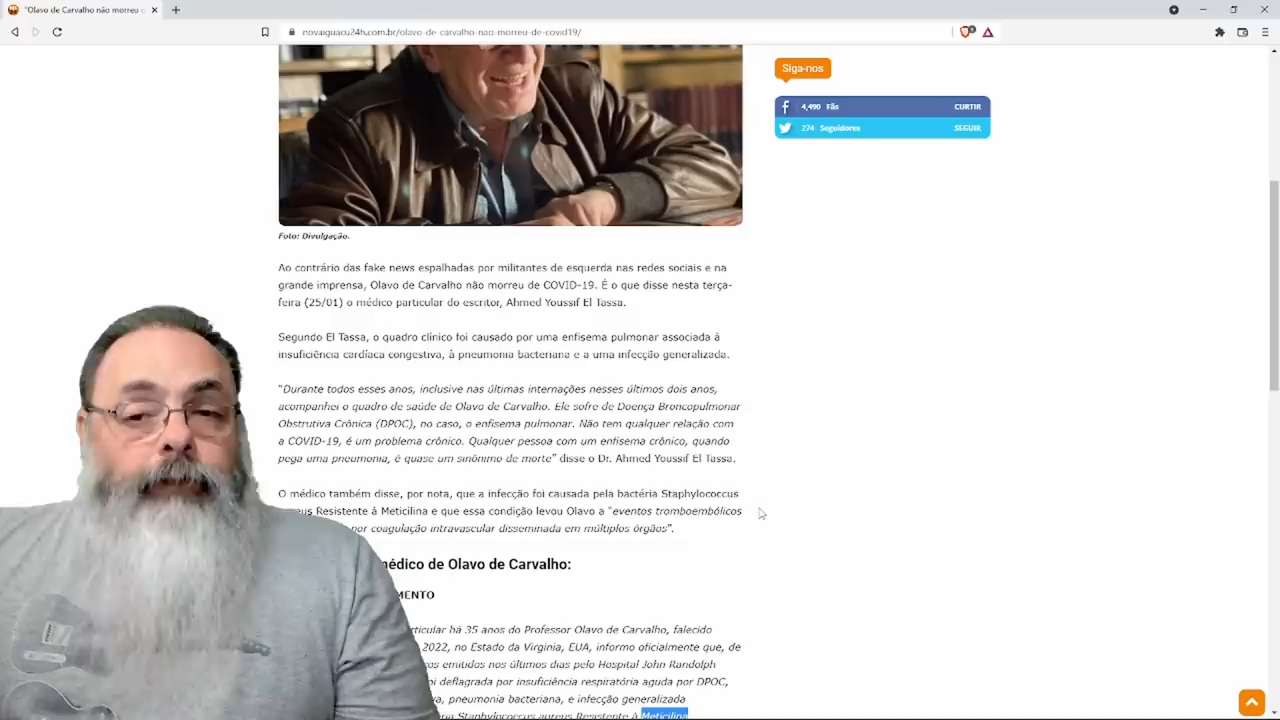 "Olavo de Carvalho não morreu
novaiguacu24h.com.br/olavo-de-carvalho-nao-morreu-de-covid19/
Siga-nos
4,490 Fãs CURTIR
274 Seguidores SEGUIR
Foto: Divulgação.
Ao contrário das fake news espalhadas por militantes de esquerda nas redes sociais e na
grande imprensa, Olavo de Carvalho não morreu de COVID-19. É o que disse nesta terça-
feira (25/01) o médico particular do escritor, Ahmed Youssif El Tassa.
Segundo El Tassa, o quadro clínico foi causado por uma enfisema pulmonar associada à
insuficiência cardíaca congestiva, à pneumonia bacteriana e a uma infecção generalizada.
"Durante todos esses anos, inclusive nas últimas internações nesses últimos dois anos,
acompanhei o quadro de saúde de Olavo de Carvalho. Ele sofre de Doença Broncopulmonar
Obstrutiva Crônica (DPOC), no caso, o enfisema pulmonar. Não tem qualquer relação com
a COVID-19, é um problema crônico. Qualquer pessoa com um enfisema crônico, quando
pega uma pneumonia, é quase um sinônimo de morte" disse o Dr. Ahmed Youssif El Tassa.
O médico também disse, por nota, que a infecção foi causada pela bactéria Staphylococcus
Resistente à Meticilina e que essa condição levou Olavo a "eventos tromboembólicos
por coagulação intravascular disseminada em múltiplos órgãos".
médico de Olavo de Carvalho:
há 35 anos do Professor Olavo de Carvalho, falecido
2022, no Estado da Virgínia, EUA, informo oficialmente que, de
emitidos nos últimos dias pelo Hospital John Randolph
deflagrada por insuficiência respiratória aguda por DPOC,
pneumonia bacteriana, e infecção generalizada
Staphylococcus aureus Resistente à Meticilina